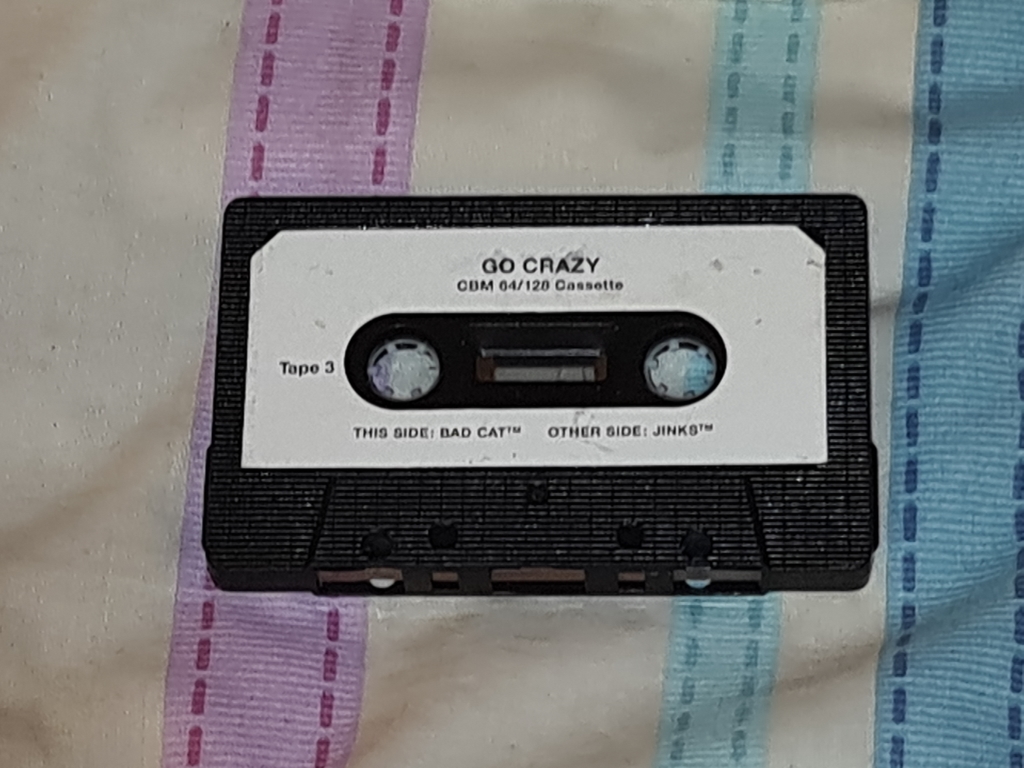 GO CRAZY
CBM 64/128 Cassette
Tape 3
THIS SIDE: BAD CAT™ OTHER SIDE: JINKS™